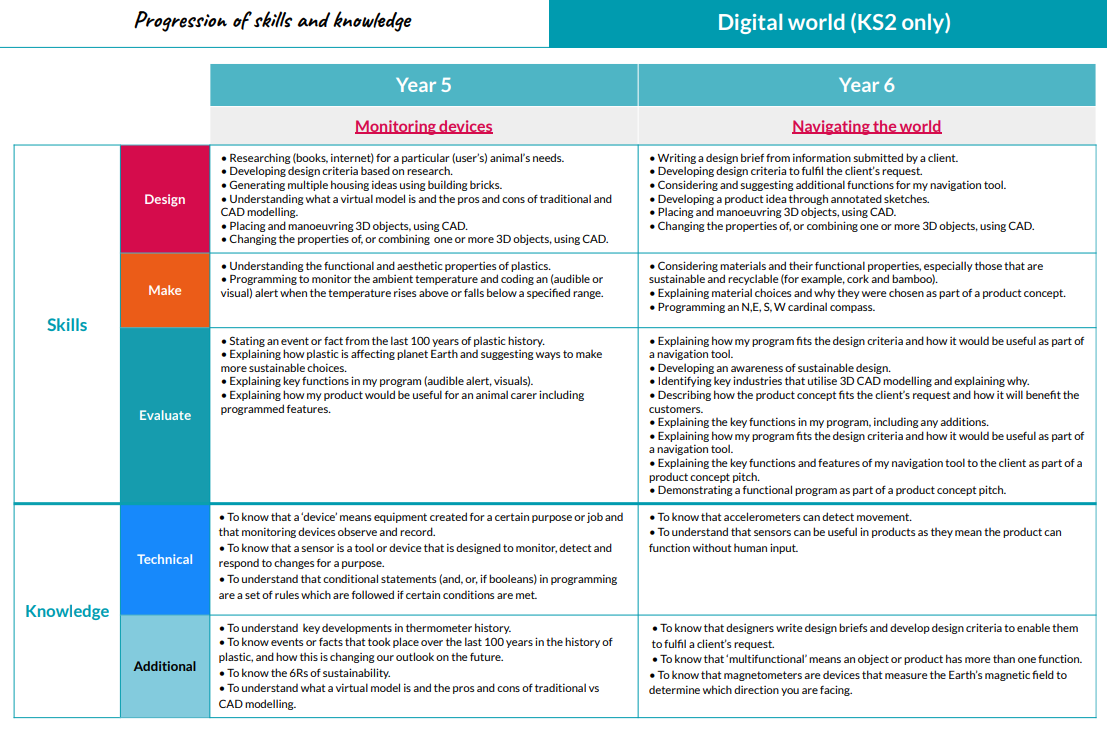 Progression of skills and knowledge
Digital world (KS2 only)
Year 5
Year 6
Monitoring devices
Navigating the world
Skills
Design
• Researching (books, internet) for a particular (user's) animal's needs.
• Developing design criteria based on research.
• Generating multiple housing ideas using building bricks.
• Understanding what a virtual model is and the pros and cons of traditional and
CAD modelling.
• Placing and manoeuvring 3D objects, using CAD.
• Changing the properties of, or combining one or more 3D objects, using CAD.
• Writing a design brief from information submitted by a client.
• Developing design criteria to fulfil the client's request.
• Considering and suggesting additional functions for my navigation tool.
• Developing a product idea through annotated sketches.
• Placing and manoeuvring 3D objects, using CAD.
• Changing the properties of, or combining one or more 3D objects, using CAD.
Make
• Understanding the functional and aesthetic properties of plastics.
• Programming to monitor the ambient temperature and coding an (audible or
visual) alert when the temperature rises above or falls below a specified range.
• Considering materials and their functional properties, especially those that are
sustainable and recyclable (for example, cork and bamboo).
• Explaining material choices and why they were chosen as part of a product concept.
• Programming an N,E, S, W cardinal compass.
Evaluate
• Stating an event or fact from the last 100 years of plastic history.
• Explaining how plastic is affecting planet Earth and suggesting ways to make
more sustainable choices.
• Explaining key functions in my program (audible alert, visuals).
• Explaining how my product would be useful for an animal carer including
programmed features.
• Explaining how my program fits the design criteria and how it would be useful as part of
a navigation tool.
• Developing an awareness of sustainable design.
• Identifying key industries that utilise 3D CAD modelling and explaining why.
• Describing how the product concept fits the client's request and how it will benefit the
customers.
• Explaining the key functions in my program, including any additions.
• Explaining how my program fits the design criteria and how it would be useful as part of
a navigation tool.
• Explaining the key functions and features of my navigation tool to the client as part of a
product concept pitch.
• Demonstrating a functional program as part of a product concept pitch.
Knowledge
Technical
• To know that a 'device' means equipment created for a certain purpose or job and
that monitoring devices observe and record.
• To know that a sensor is a tool or device that is designed to monitor, detect and
respond to changes for a purpose.
• To understand that conditional statements (and, or, if booleans) in programming
are a set of rules which are followed if certain conditions are met.
• To know that accelerometers can detect movement.
• To understand that sensors can be useful in products as they mean the product can
function without human input.
Additional
• To understand key developments in thermometer history.
• To know events or facts that took place over the last 100 years in the history of
plastic, and how this is changing our outlook on the future.
• To know the 6Rs of sustainability.
• To understand what a virtual model is and the pros and cons of traditional vs
CAD modelling.
• To know that designers write design briefs and develop design criteria to enable them
to fulfil a client's request.
• To know that 'multifunctional' means an object or product has more than one function.
• To know that magnetometers are devices that measure the Earth's magnetic field to
determine which direction you are facing.